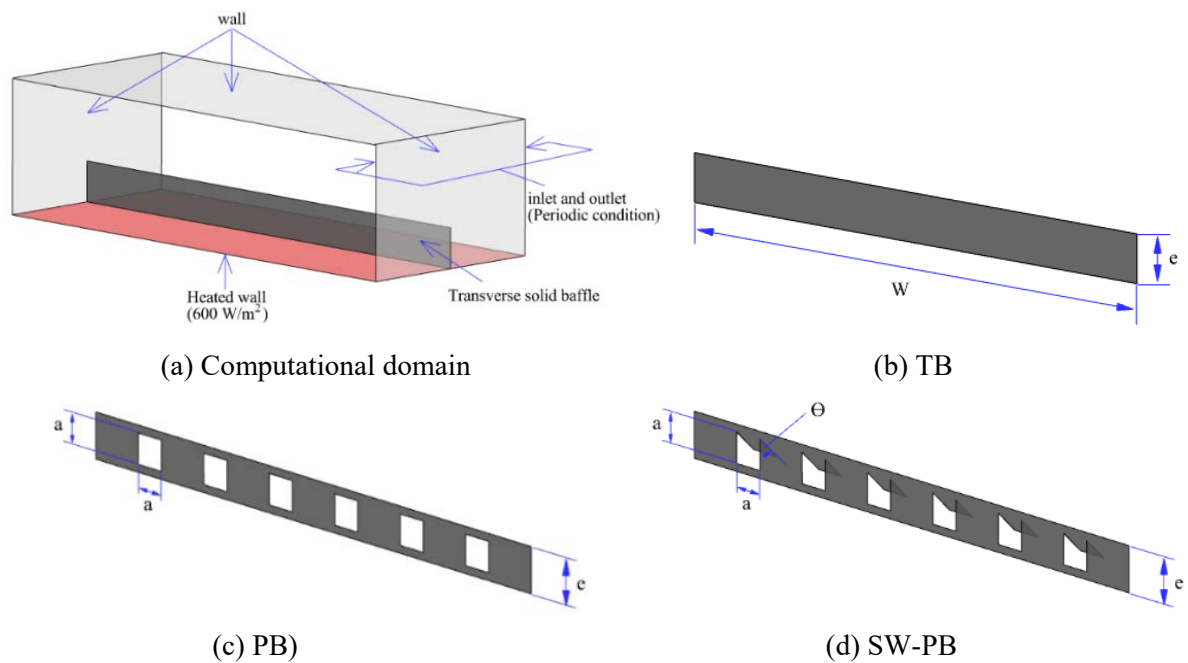 wall
inlet and outlet
(Periodic condition)
Heated wall
(600 W/m²)
Transverse solid baffle
(a) Computational domain
e
W
(b) TB
a
a
e
(c) PB)
a
Θ
a
e
(d) SW-PB